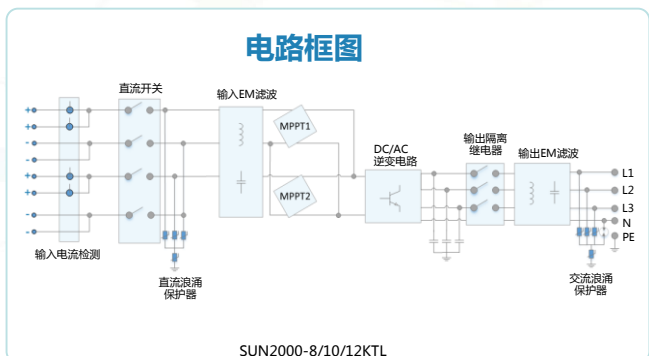 电路框图
直流开关
输入EM滤波
MPPT1
MPPT2
DC/AC
逆变电路
输出隔离
继电器
输出EM滤波
+
+
-
-
+
+
-
-
L1
L2
L3
N
PE
输入电流检测
直流浪涌
保护器
交流浪涌
保护器
SUN2000-8/10/12KTL